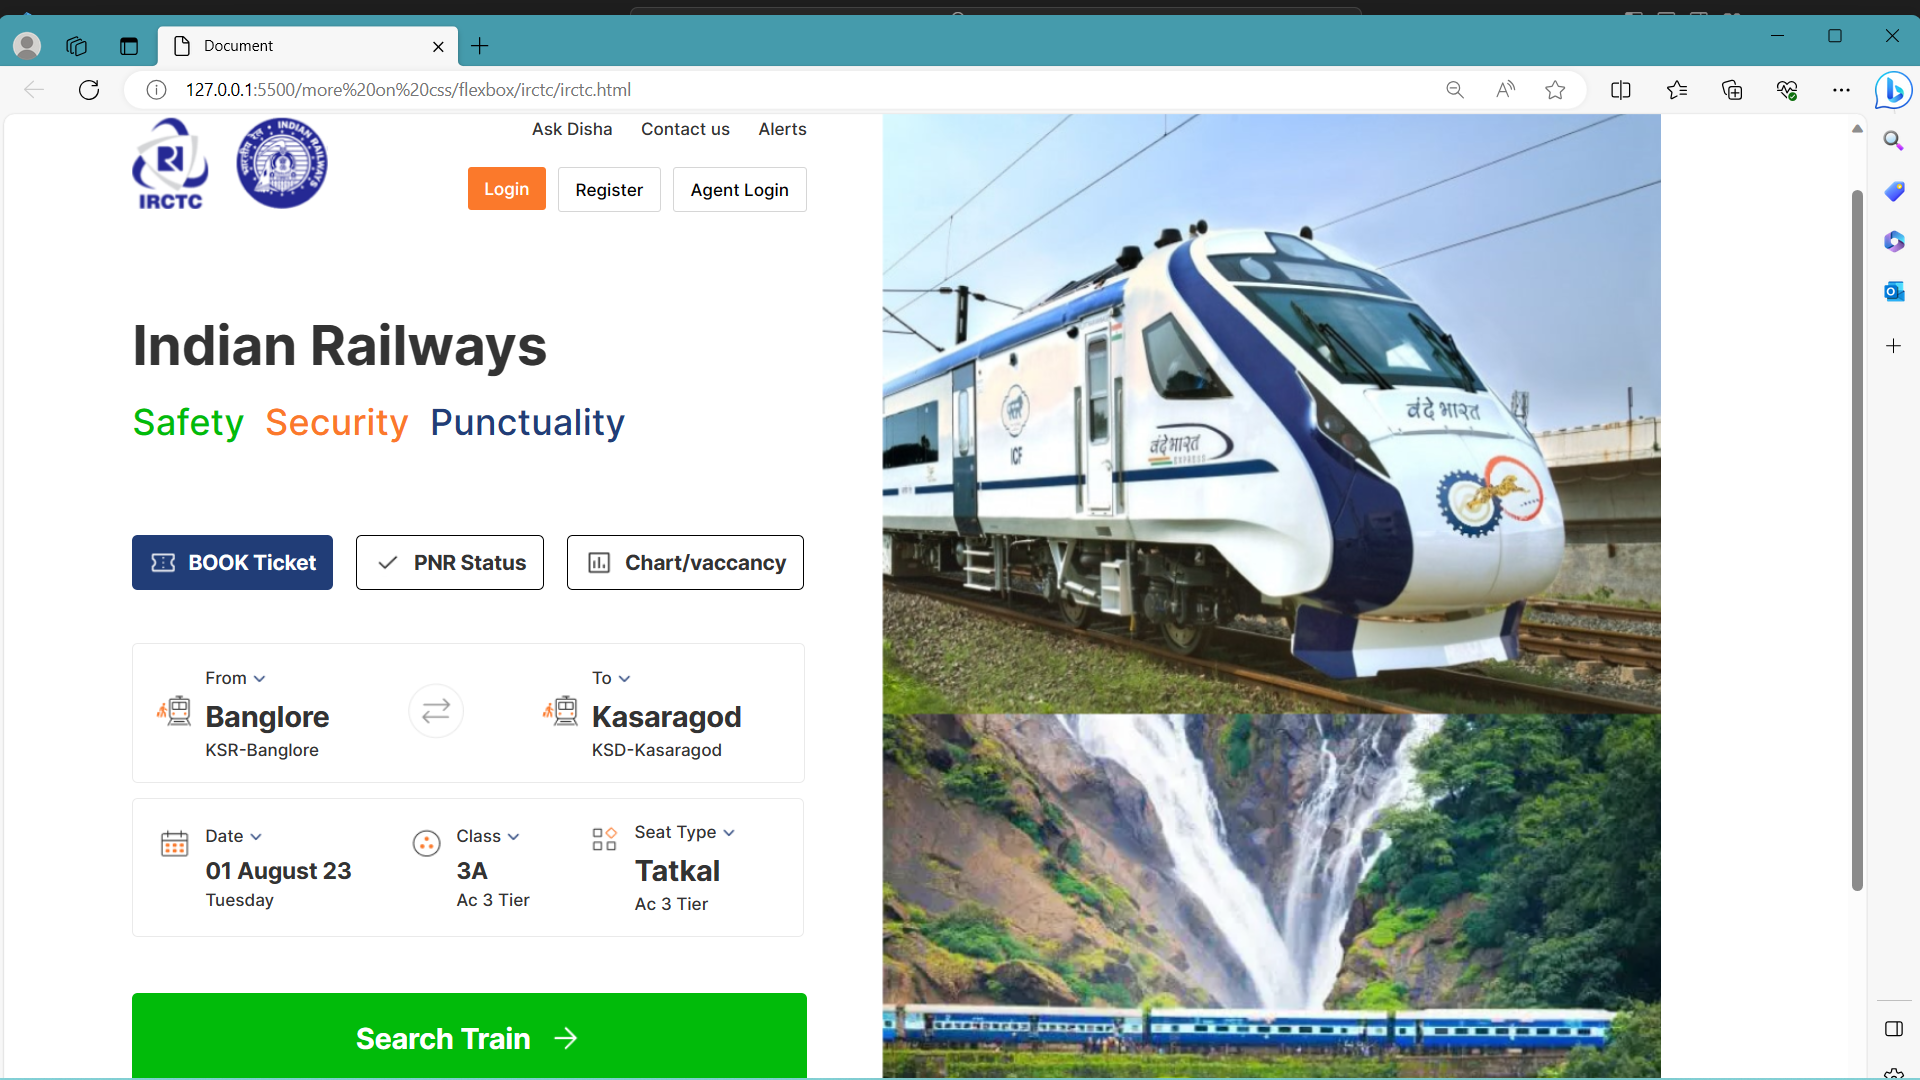 Document
127.0.0.1:5500/more%20on%20css/flexbox/irctc/irctc.html
IRCTC
INDIAN RAILWAYS
भारतीय रेल
Ask Disha Contact us Alerts
Login Register Agent Login
Indian Railways
Safety Security Punctuality
BOOK Ticket PNR Status Chart/vaccancy
From To
Banglore Kasaragod
KSR-Banglore KSD-Kasaragod
Date Class Seat Type
01 August 23 3A Tatkal
Tuesday Ac 3 Tier Ac 3 Tier
Search Train
वंदे भारत
वंदे भारत
EXPRESS
ICF